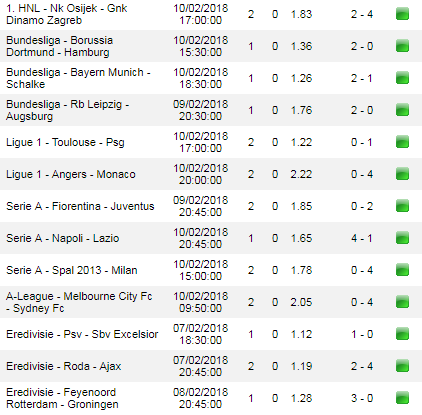 1. HNL - Nk Osijek - Gnk Dinamo Zagreb 10/02/2018 17:00:00 2 0 1.83 2 - 4
Bundesliga - Borussia Dortmund - Hamburg 10/02/2018 15:30:00 1 0 1.36 2 - 0
Bundesliga - Bayern Munich - Schalke 10/02/2018 18:30:00 1 0 1.26 2 - 1
Bundesliga - Rb Leipzig - Augsburg 09/02/2018 20:30:00 1 0 1.76 2 - 0
Ligue 1 - Toulouse - Psg 10/02/2018 17:00:00 2 0 1.22 0 - 1
Ligue 1 - Angers - Monaco 10/02/2018 20:00:00 2 0 2.22 0 - 4
Serie A - Fiorentina - Juventus 09/02/2018 20:45:00 2 0 1.85 0 - 2
Serie A - Napoli - Lazio 10/02/2018 20:45:00 1 0 1.65 4 - 1
Serie A - Spal 2013 - Milan 10/02/2018 15:00:00 2 0 1.78 0 - 4
A-League - Melbourne City Fc - Sydney Fc 10/02/2018 09:50:00 2 0 2.05 0 - 4
Eredivisie - Psv - Sbv Excelsior 07/02/2018 18:30:00 1 0 1.12 1 - 0
Eredivisie - Roda - Ajax 07/02/2018 20:45:00 2 0 1.19 2 - 4
Eredivisie - Feyenoord Rotterdam - Groningen 08/02/2018 20:45:00 1 0 1.28 3 - 0